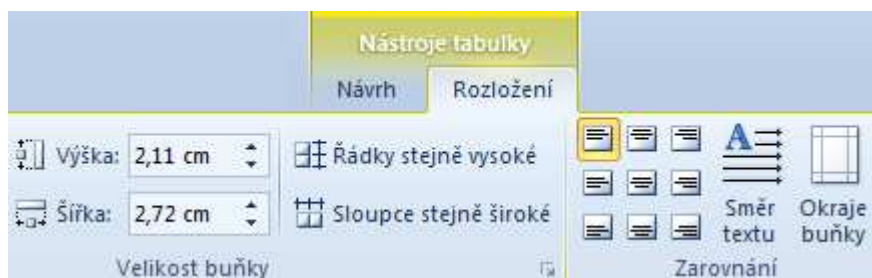 Nástroje tabulky
Návrh Rozložení
Výška: 2,11 cm Řádky stejně vysoké
Šířka: 2,72 cm Sloupce stejně široké
Směr textu
Okraje buňky
Velikost buňky Zarovnání